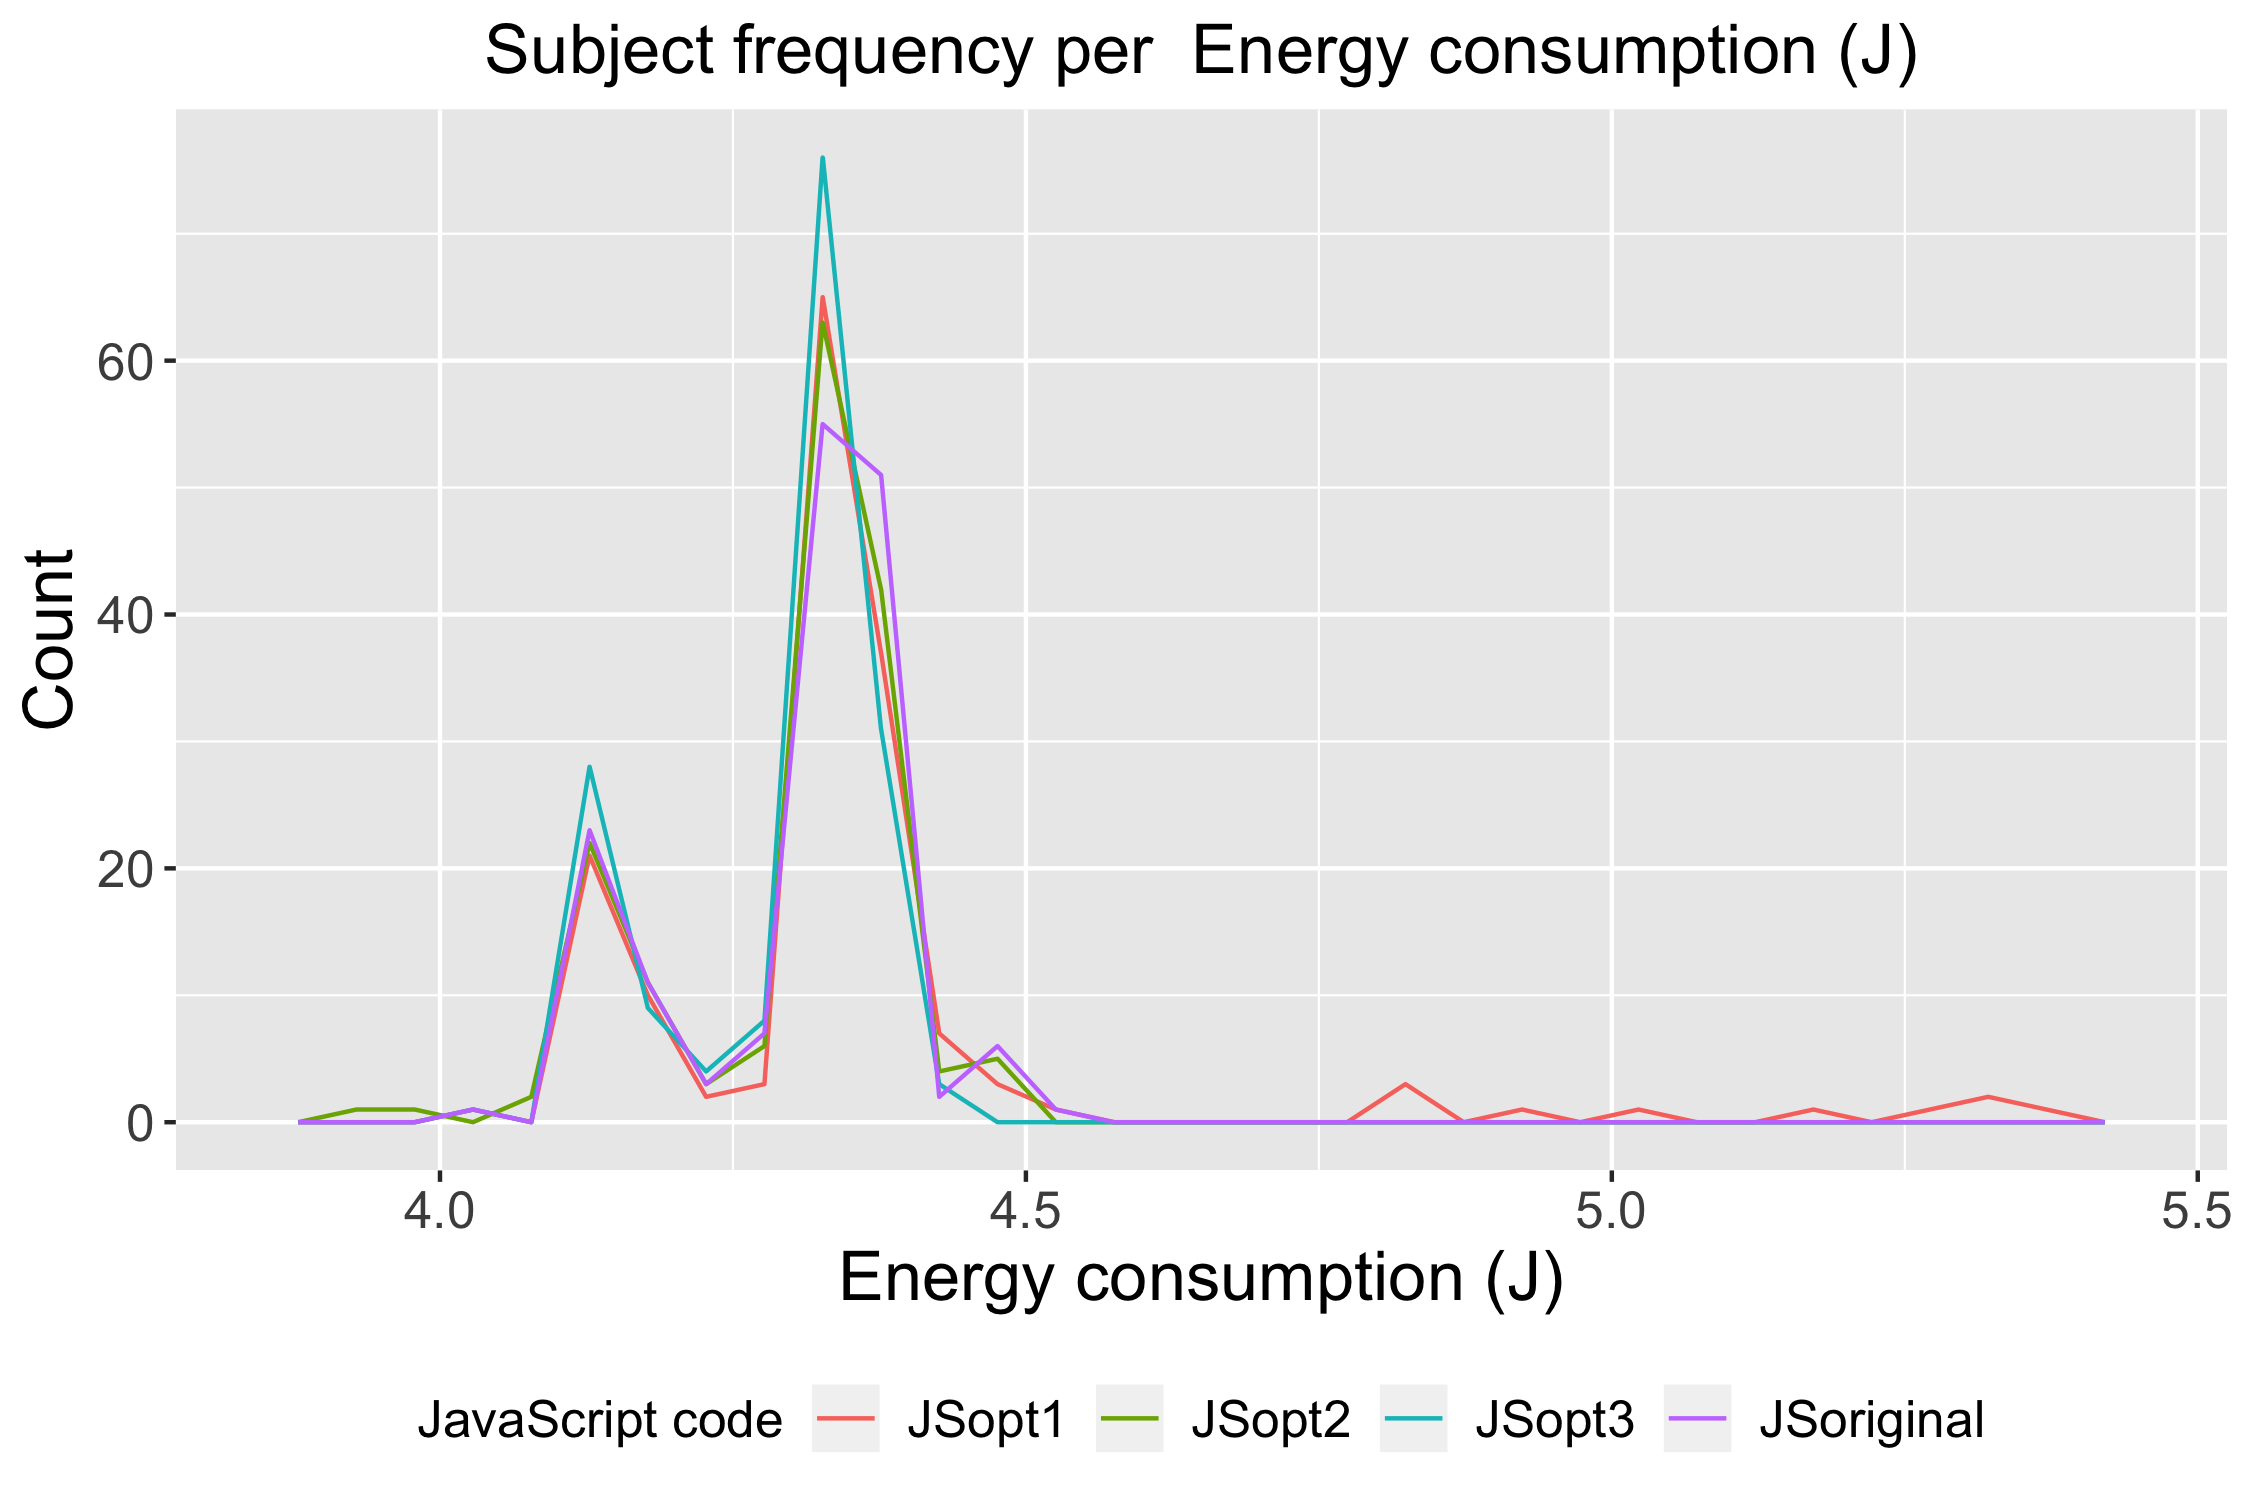 Subject frequency per  Energy consumption (J)
Count
60
40
20
0
4.0 4.5 5.0 5.5
Energy consumption (J)
JavaScript code JSopt1 JSopt2 JSopt3 JSoriginal